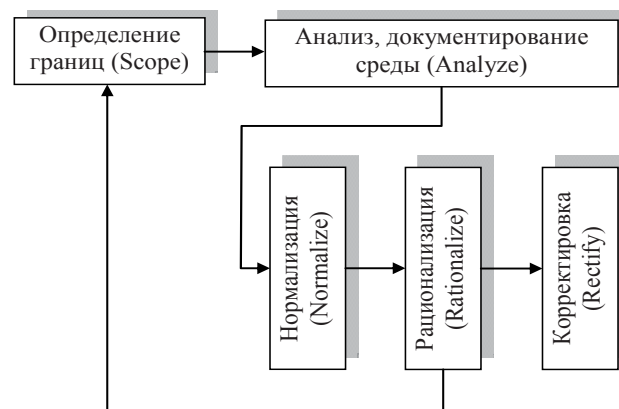 Определение
границ (Scope)
Анализ, документирование
среды (Analyze)
Нормализация
(Normalize)
Рационализация
(Rationalize)
Корректировка
(Rectify)